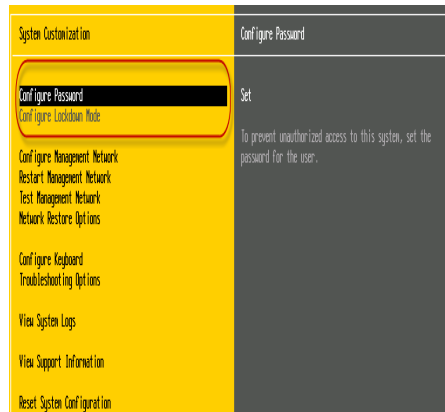 System Customization
Configure Password
Configure Lockdown Mode
Configure Management Network
Restart Management Network
Test Management Network
Network Restore Options
Configure Keyboard
Troubleshooting Options
View System Logs
View Support Information
Reset System Configuration
Configure Password
Set
To prevent unauthorized access to this system, set the
password for the user.